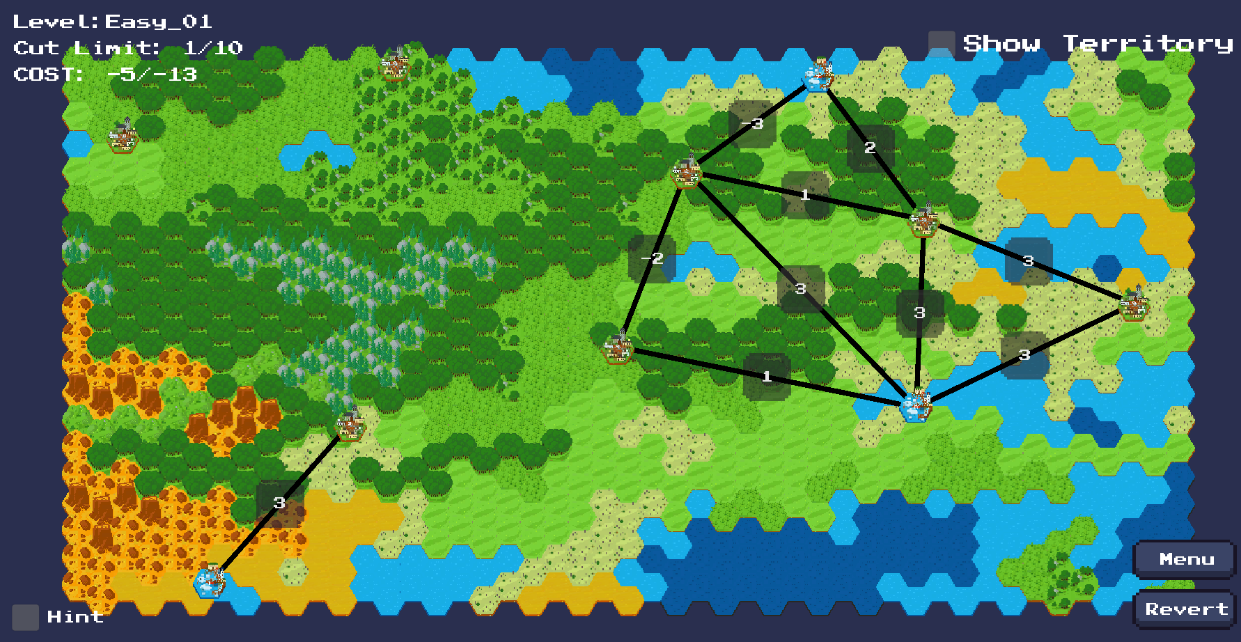 Level:Easy_01
Cut Limit: 1/10
COST: -5/-13
Show Territory
-3
2
1
-2
3
3
3
1
3
3
Menu
Revert
Hint